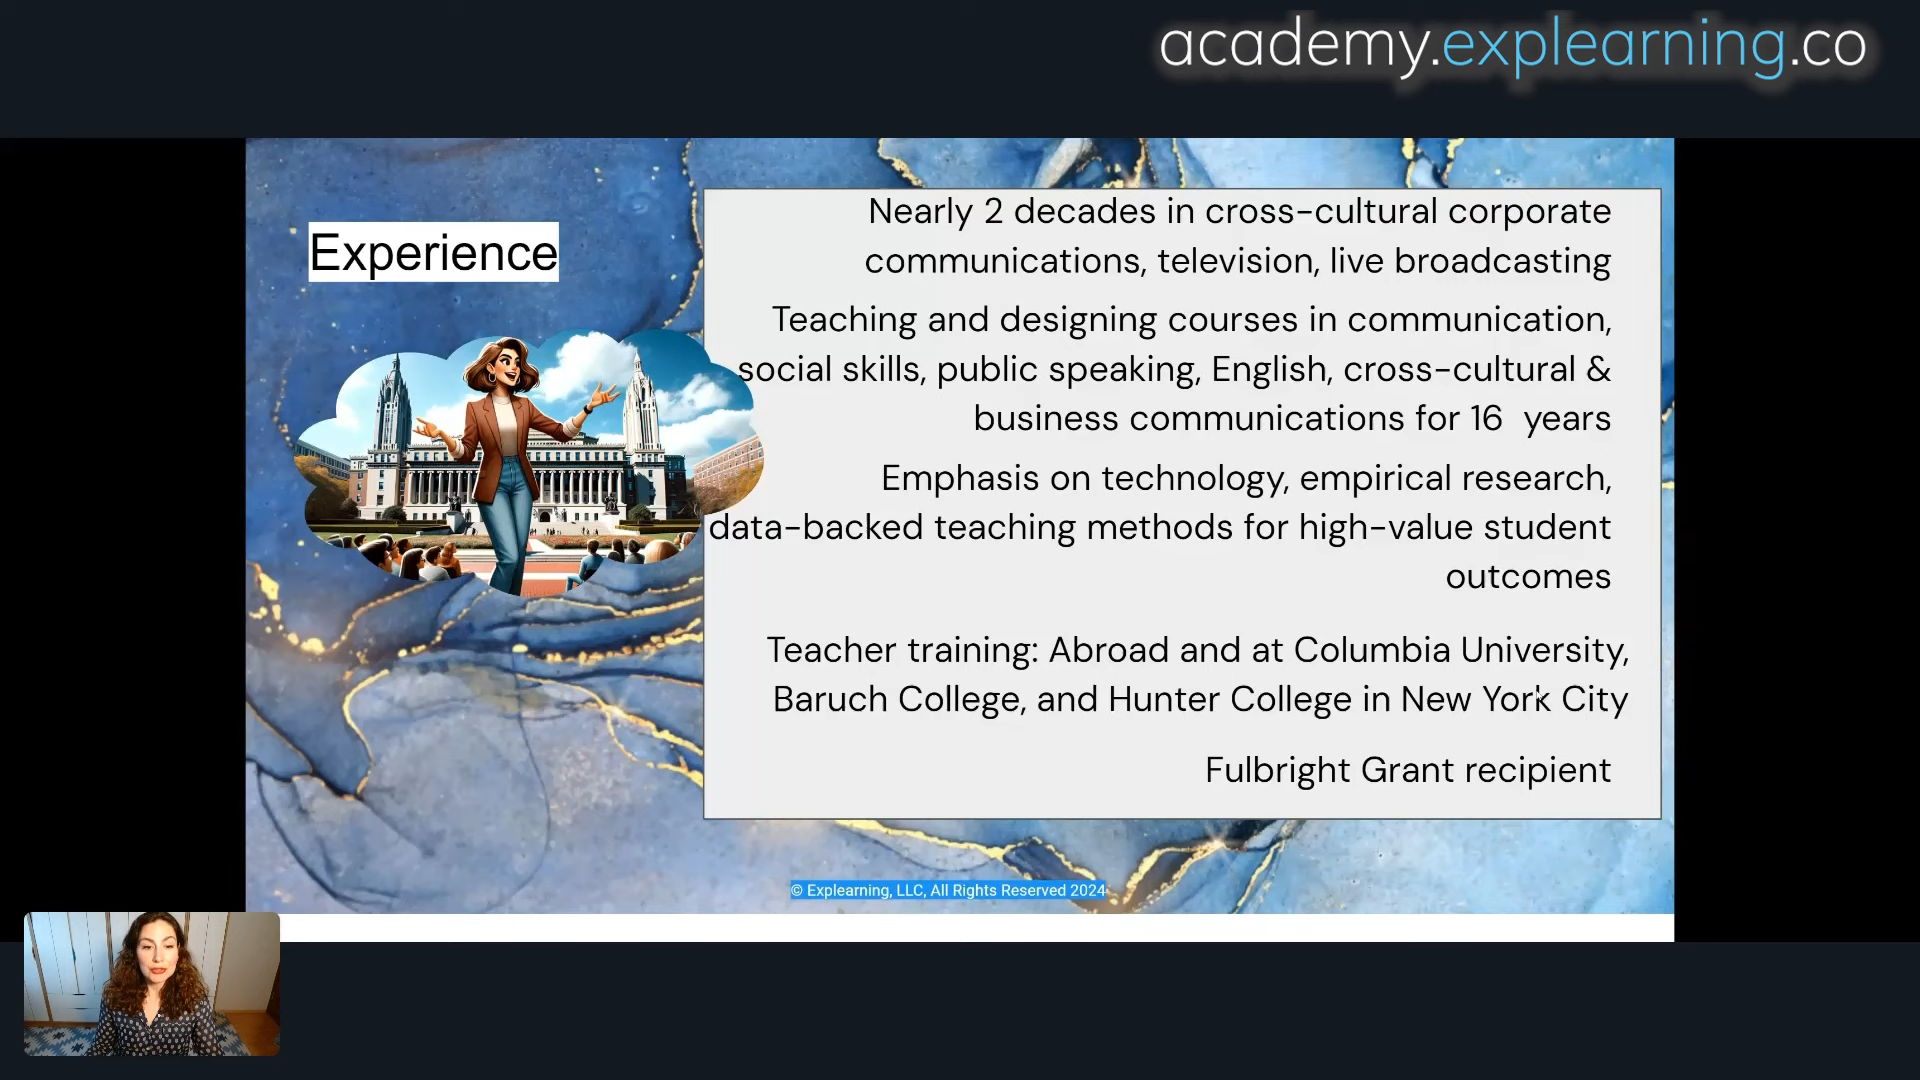 academy.explearning.co
Experience
Nearly 2 decades in cross-cultural corporate
communications, television, live broadcasting
Teaching and designing courses in communication,
social skills, public speaking, English, cross-cultural &
business communications for 16  years
Emphasis on technology, empirical research,
data-backed teaching methods for high-value student
outcomes
Teacher training: Abroad and at Columbia University,
Baruch College, and Hunter College in New York City
Fulbright Grant recipient
© Explearning, LLC, All Rights Reserved 2024